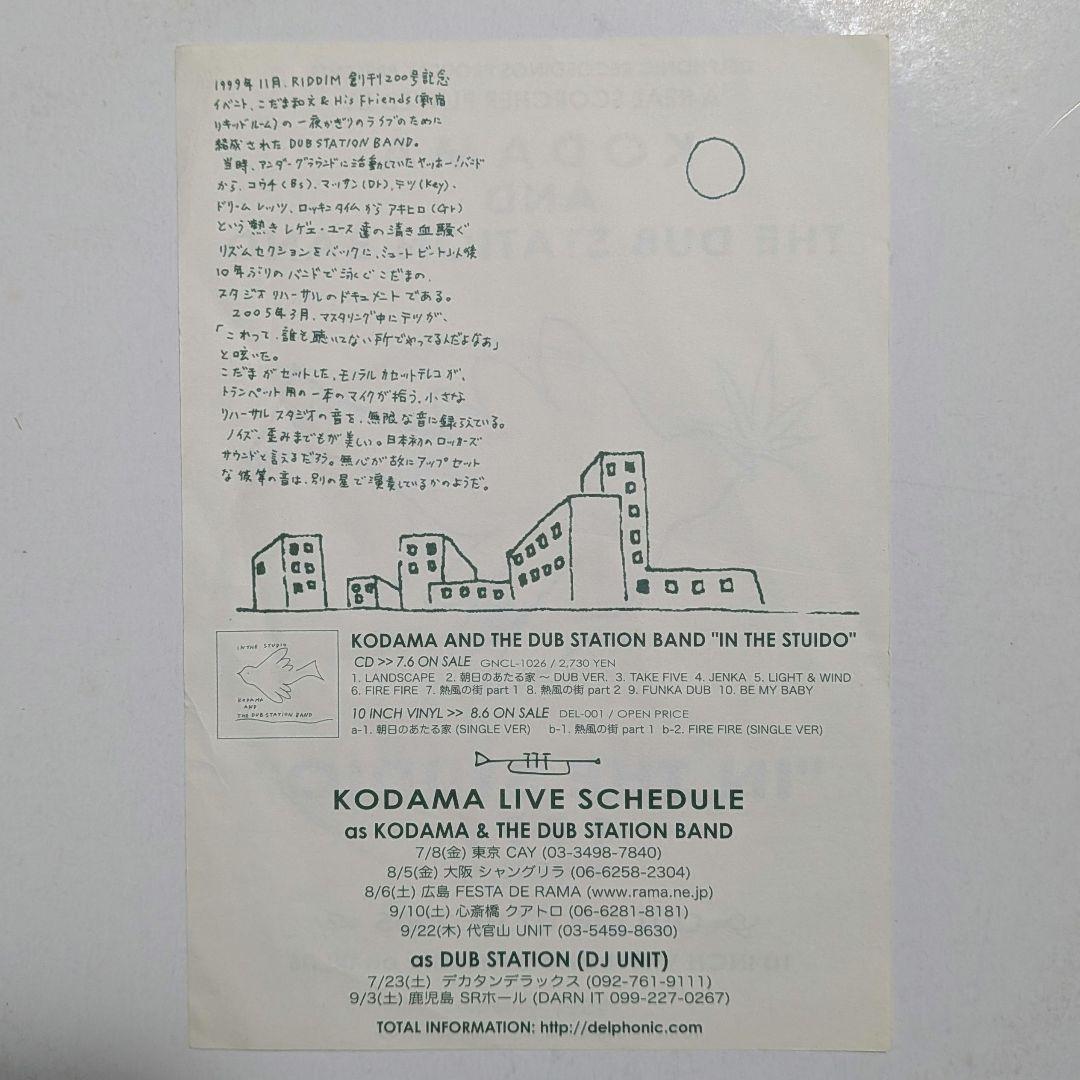 1999年11月、RIDDIM 創刊200号記念
イベント、こだま和文 & His Friends (新宿
リキッドルーム)の一夜かぎりのライブのために
結成された DUB STATION BAND。
当時、アンダーグラウンドに活動していたヤッホー!バンド
から、コウチ(Bs)、マッサン(Dr)、テツ(Key)、
ドリームレッツ、ロッキンタイムからアキヒロ(Gt)
という熱きレゲエ・ユース達の清き血騒ぐ
リズムセクションをバックに、ミュートビート以後
10年ぶりのバンドで泳ぐこだまの、
スタジオリハーサルのドキュメントである。
2005年3月、マスタリング中にテツが、
「これって、誰も聴いてない所でやってるんだよなぁ」
と呟いた。
こだまがセットした、モノラルカセットテレコが、
トランペット用の一本のマイクが拾う、小さな
リハーサルスタジオの音を、無限な音に録らえている。
ノイズ、歪みまでもが美しい。日本初のロッカーズ
サウンドと言えるだろう。無心が故にアップセット
な彼等の音は、別の星で演奏しているかのようだ。
IN THE STUDIO
KODAMA
AND
THE DUB STATION BAND
KODAMA AND THE DUB STATION BAND "IN THE STUIDO"
CD >> 7.6 ON SALE GNCL-1026 / 2,730 YEN
1. LANDSCAPE 2. 朝日のあたる家 ～ DUB VER. 3. TAKE FIVE 4. JENKA 5. LIGHT & WIND
6. FIRE FIRE 7. 熱風の街 part 1 8. 熱風の街 part 2 9. FUNKA DUB 10. BE MY BABY
10 INCH VINYL >> 8.6 ON SALE DEL-001 / OPEN PRICE
a-1. 朝日のあたる家 (SINGLE VER) b-1. 熱風の街 part 1 b-2. FIRE FIRE (SINGLE VER)
KODAMA LIVE SCHEDULE
as KODAMA & THE DUB STATION BAND
7/8(金) 東京 CAY (03-3498-7840)
8/5(金) 大阪 シャングリラ (06-6258-2304)
8/6(土) 広島 FESTA DE RAMA (www.rama.ne.jp)
9/10(土) 心斎橋 クアトロ (06-6281-8181)
9/22(木) 代官山 UNIT (03-5459-8630)
as DUB STATION (DJ UNIT)
7/23(土) デカタンデラックス (092-761-9111)
9/3(土) 鹿児島 SRホール (DARN IT 099-227-0267)
TOTAL INFORMATION: http://delphonic.com